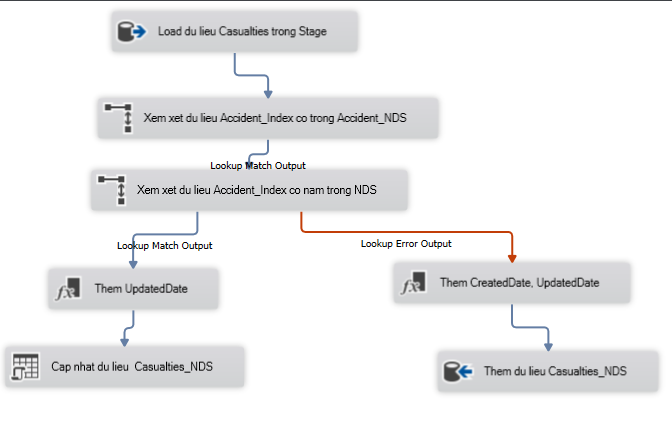 Load du lieu Casualties trong Stage
Xem xet du lieu Accident_Index co trong Accident_NDS
Lookup Match Output
Xem xet du lieu Accident_Index co nam trong NDS
Lookup Match Output
Lookup Error Output
Them UpdatedDate
Them CreatedDate, UpdatedDate
Cap nhat du lieu Casualties_NDS
Them du lieu Casualties_NDS